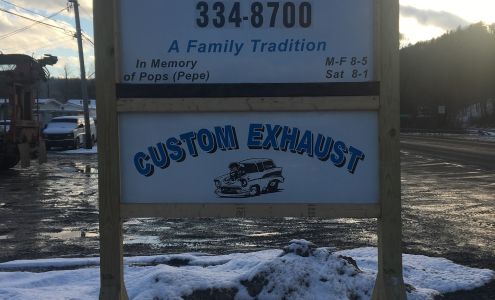 334-8700
A Family Tradition
In Memory
of Pops (Pepe)
M-F 8-5
Sat 8-1
CUSTOM EXHAUST